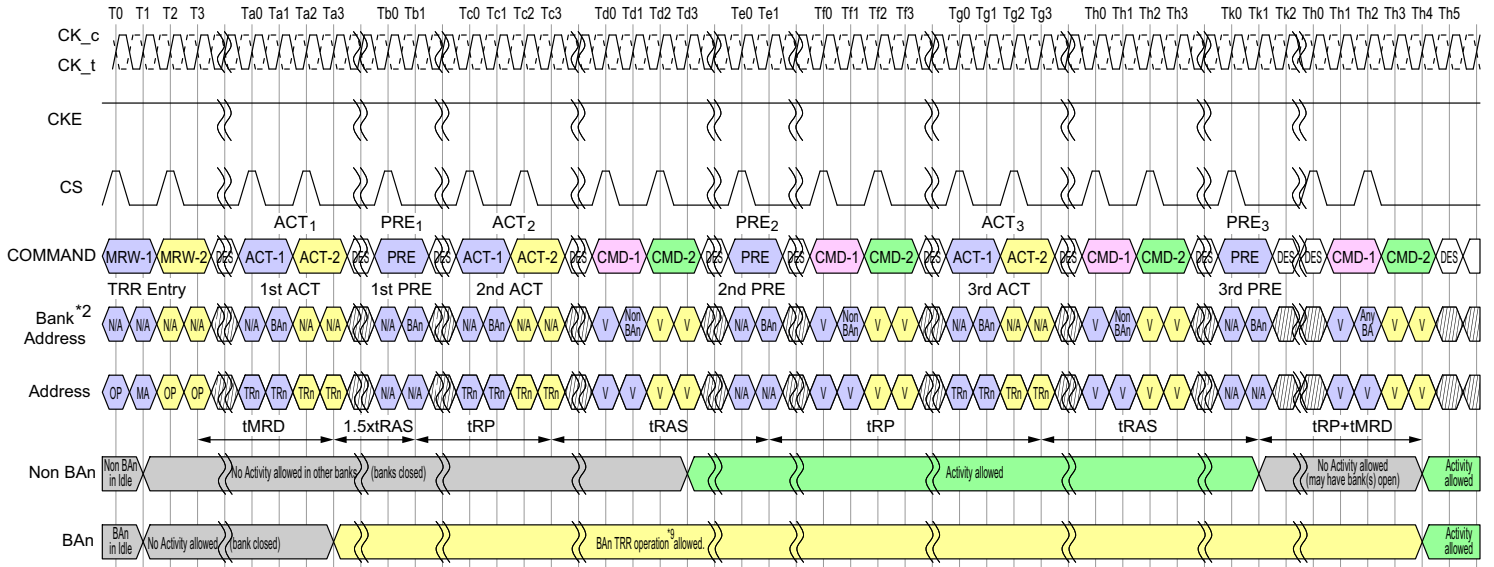 T0 T1 T2 T3 Ta0 Ta1 Ta2 Ta3 Tb0 Tb1 Tc0 Tc1 Tc2 Tc3 Td0 Td1 Td2 Td3 Te0 Te1 Tf0 Tf1 Tf2 Tf3 Tg0 Tg1 Tg2 Tg3 Th0 Th1 Th2 Th3 Tk0 Tk1 Tk2 Th0 Th1 Th2 Th3 Th4 Th5
CK_c
CK_t
CKE
CS
ACT1 PRE1 ACT2 PRE2 ACT3 PRE3
COMMAND MRW-1 MRW-2 DES ACT-1 ACT-2 DES PRE DES ACT-1 ACT-2 DES CMD-1 CMD-2 DES PRE DES CMD-1 CMD-2 DES ACT-1 ACT-2 DES CMD-1 CMD-2 DES PRE DES DES CMD-1 CMD-2 DES
TRR Entry 1st ACT 1st PRE 2nd ACT 2nd PRE 3rd ACT 3rd PRE
Bank*2
Address
N/A N/A N/A N/A N/A BAn N/A N/A N/A BAn N/A BAn N/A N/A V Non BAn V V N/A BAn V Non BAn V V N/A BAn N/A N/A V Non BAn V V N/A BAn V Any BA V V
Address OP MA OP OP TRn TRn TRn TRn N/A N/A TRn TRn TRn TRn V V V V N/A N/A V V V V TRn TRn TRn TRn V V V V N/A N/A V V V V
tMRD 1.5xtRAS tRP tRAS tRP tRAS tRP+tMRD
Non BAn
Non BAn
in Idle
No Activity allowed in other banks (banks closed)
Activity allowed
No Activity allowed
(may have bank(s) open)
Activity
allowed
BAn
BAn
in Idle
No Activity allowed (bank closed)
BAn TRR operation*9 allowed.
Activity
allowed